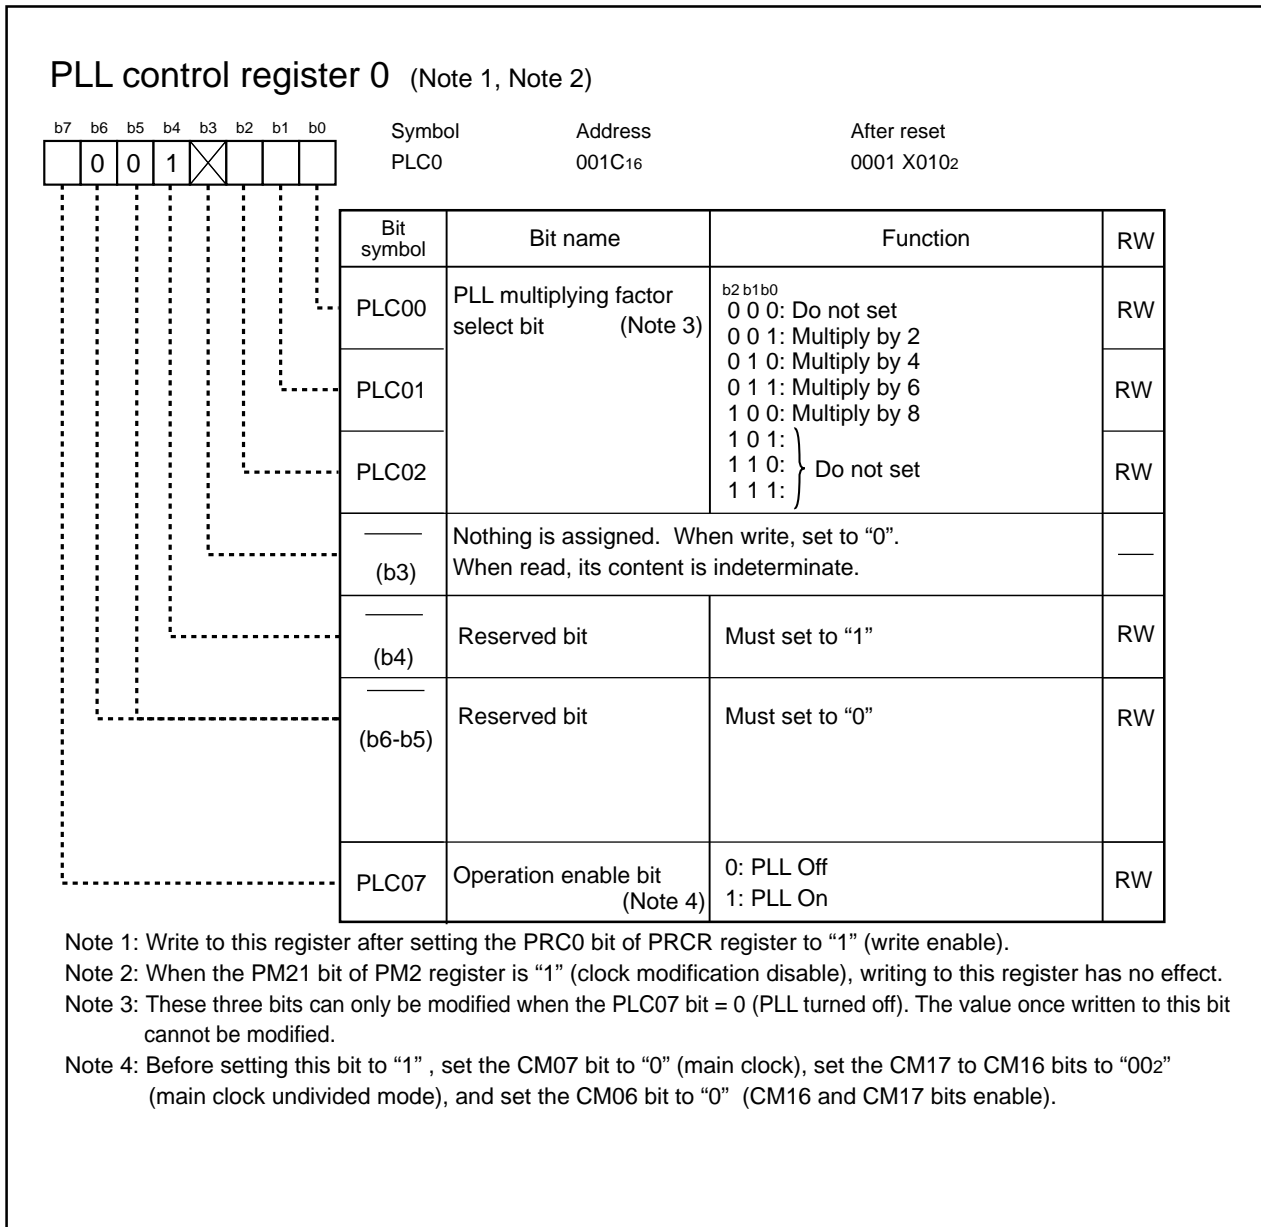 PLL control register 0 (Note 1, Note 2)
b7 b6 b5 b4 b3 b2 b1 b0
0 0 1
Symbol Address After reset
PLC0 001C16 0001 X0102
Bit symbol Bit name Function RW
PLC00 PLL multiplying factor select bit (Note 3) RW
b2 b1 b0
0 0 0: Do not set
0 0 1: Multiply by 2
0 1 0: Multiply by 4
0 1 1: Multiply by 6
1 0 0: Multiply by 8
1 0 1:
1 1 0: Do not set
1 1 1:
PLC01 RW
PLC02 RW
(b3) Nothing is assigned. When write, set to “0”.
When read, its content is indeterminate.
(b4) Reserved bit Must set to “1” RW
(b6-b5) Reserved bit Must set to “0” RW
PLC07 Operation enable bit (Note 4) RW
0: PLL Off
1: PLL On
Note 1: Write to this register after setting the PRC0 bit of PRCR register to “1” (write enable).
Note 2: When the PM21 bit of PM2 register is “1” (clock modification disable), writing to this register has no effect.
Note 3: These three bits can only be modified when the PLC07 bit = 0 (PLL turned off). The value once written to this bit
cannot be modified.
Note 4: Before setting this bit to “1” , set the CM07 bit to “0” (main clock), set the CM17 to CM16 bits to “002”
(main clock undivided mode), and set the CM06 bit to “0” (CM16 and CM17 bits enable).